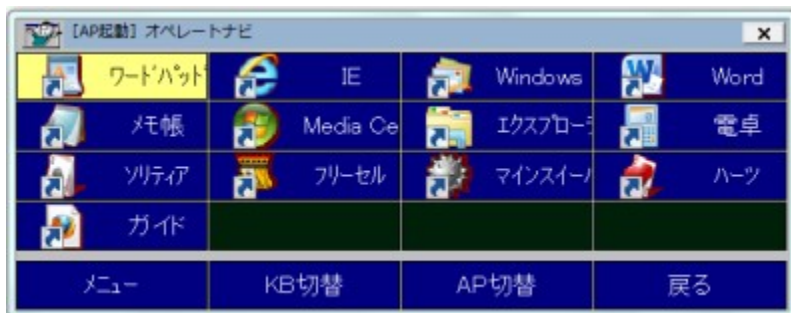 [AP起動] オペレートナビ
ワードパッド IE Windows Word
メモ帳 Media Ce エクスプロー 電卓
ソリティア フリーセル マインスイー ハーツ
ガイド
メニュー KB切替 AP切替 戻る